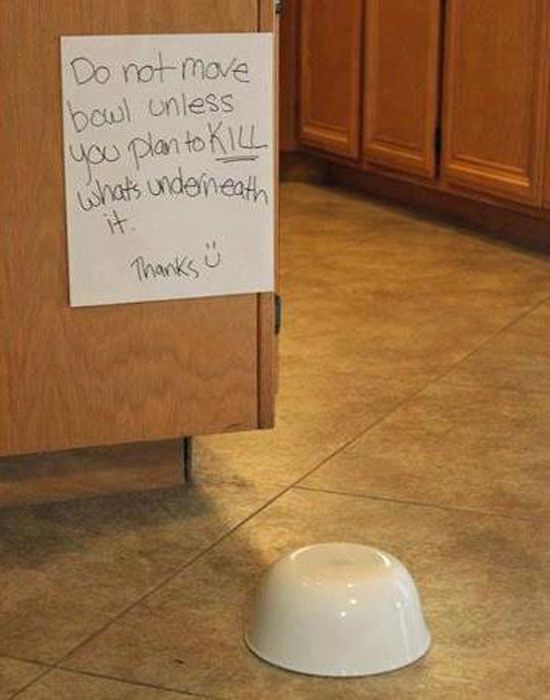 Do not move
bowl unless
you plan to KILL
whats underneath
it.
Thanks Ü